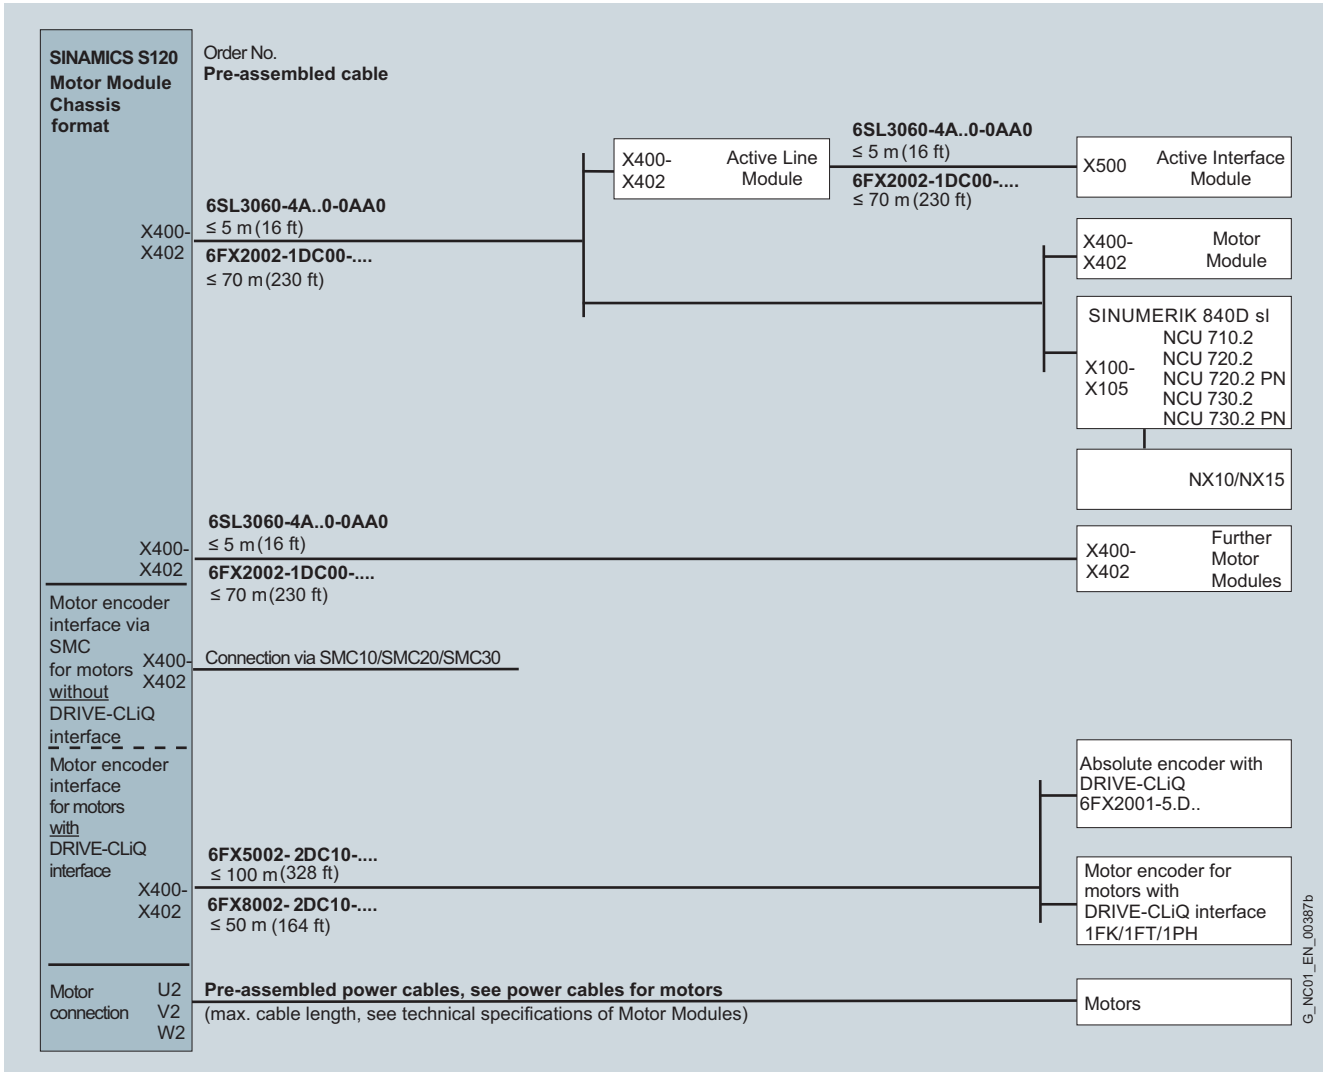 SINAMICS S120
Motor Module
Chassis
format
Order No.
Pre-assembled cable
6SL3060-4A..0-0AA0
≤ 5 m (16 ft)
X400-
X402
6FX2002-1DC00-....
≤ 70 m (230 ft)
X400-
X402
Active Line
Module
6SL3060-4A..0-0AA0
≤ 5 m (16 ft)
6FX2002-1DC00-....
≤ 70 m (230 ft)
X500
Active Interface
Module
X400-
X402
Motor
Module
SINUMERIK 840D sl
NCU 710.2
NCU 720.2
NCU 720.2 PN
NCU 730.2
NCU 730.2 PN
X100-
X105
NX10/NX15
6SL3060-4A..0-0AA0
≤ 5 m (16 ft)
X400-
X402
6FX2002-1DC00-....
≤ 70 m (230 ft)
X400-
X402
Further
Motor
Modules
Motor encoder
interface via
SMC
for motors
without
DRIVE-CLiQ
interface
X400-
X402
Connection via SMC10/SMC20/SMC30
Motor encoder
interface
for motors
with
DRIVE-CLiQ
interface
X400-
X402
6FX5002- 2DC10-....
≤ 100 m (328 ft)
6FX8002- 2DC10-....
≤ 50 m (164 ft)
Absolute encoder with
DRIVE-CLiQ
6FX2001-5.D..
Motor encoder for
motors with
DRIVE-CLiQ interface
1FK/1FT/1PH
Motor
connection
U2
V2
W2
Pre-assembled power cables, see power cables for motors
(max. cable length, see technical specifications of Motor Modules)
Motors
G_NC01_EN_00387b